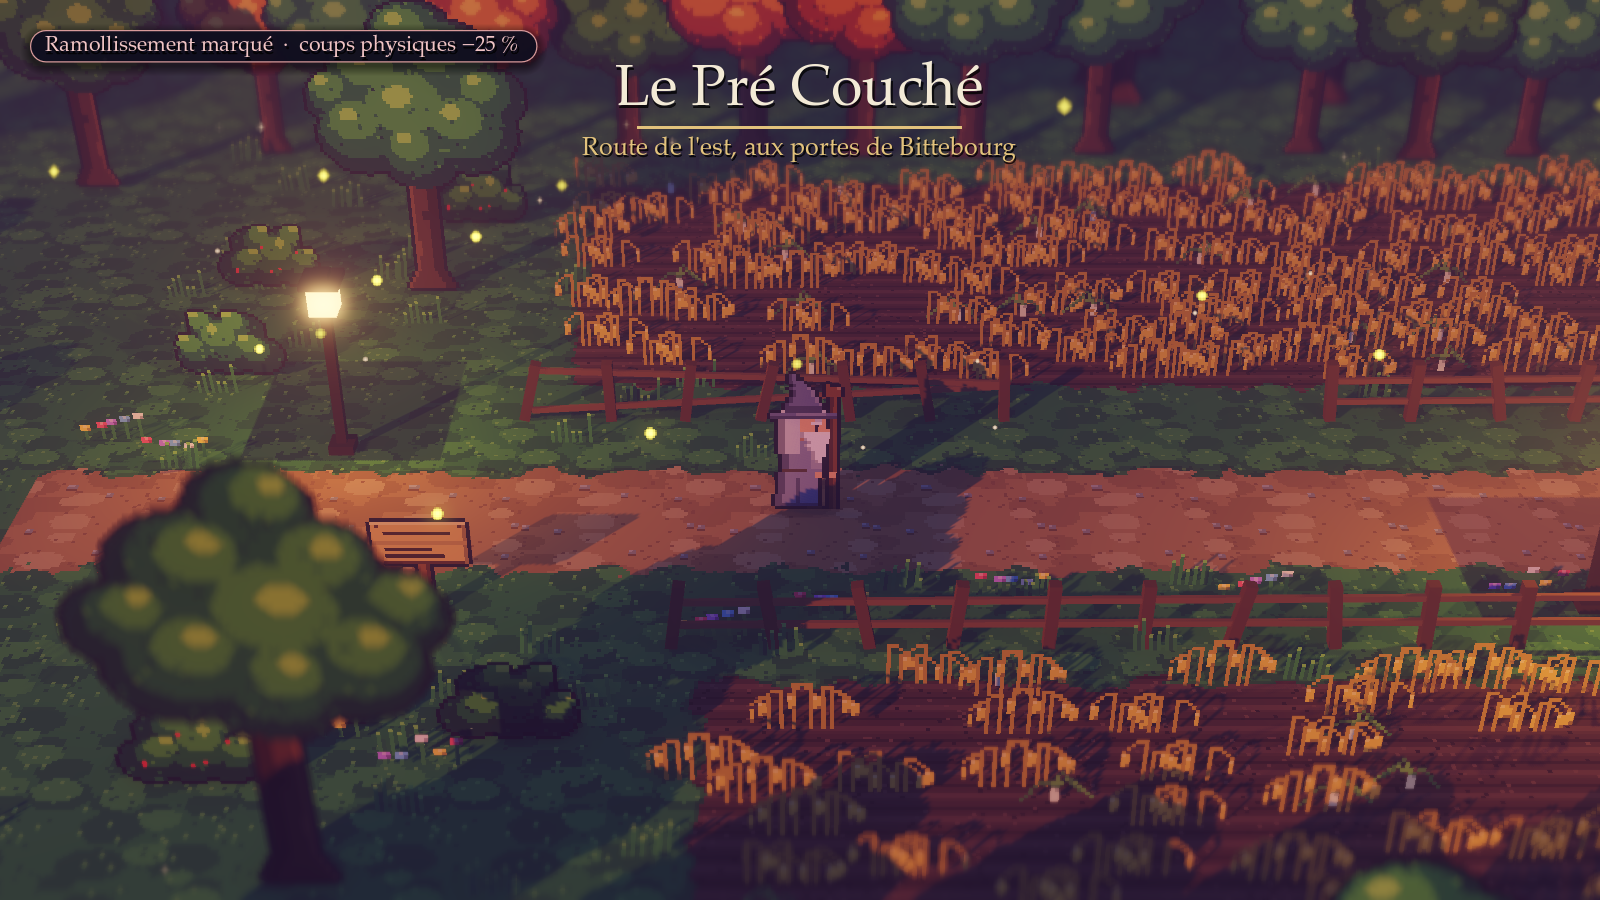 Ramollissement marqué · coups physiques −25 %
Le Pré Couché
Route de l'est, aux portes de Bittebourg